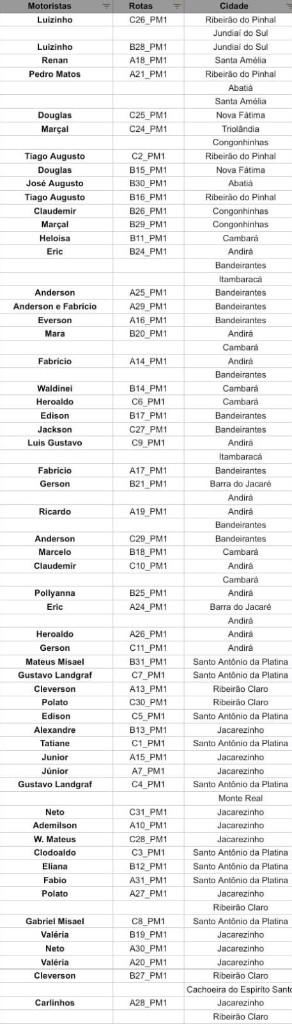 Motoristas Rotas Cidade
Luizinho C26_PM1 Ribeirão do Pinhal
Jundiaí do Sul
Luizinho B28_PM1 Jundiaí do Sul
Renan A18_PM1 Santa Amélia
Pedro Matos A21_PM1 Ribeirão do Pinhal
Abatiá
Santa Amélia
Douglas C25_PM1 Nova Fátima
Marçal C24_PM1 Triolândia
Congonhinhas
Tiago Augusto C2_PM1 Ribeirão do Pinhal
Douglas B15_PM1 Nova Fátima
José Augusto B30_PM1 Abatiá
Tiago Augusto B16_PM1 Ribeirão do Pinhal
Claudemir B26_PM1 Congonhinhas
Marçal B29_PM1 Congonhinhas
Heloisa B11_PM1 Cambará
Eric B24_PM1 Andirá
Bandeirantes
Itambaracá
Anderson A25_PM1 Bandeirantes
Anderson e Fabrício A29_PM1 Bandeirantes
Everson A16_PM1 Bandeirantes
Mara B20_PM1 Andirá
Cambará
Fabrício A14_PM1 Andirá
Bandeirantes
Waldinei B14_PM1 Cambará
Heroaldo C6_PM1 Cambará
Edison B17_PM1 Bandeirantes
Jackson C27_PM1 Bandeirantes
Luis Gustavo C9_PM1 Andirá
Itambaracá
Fabrício A17_PM1 Bandeirantes
Gerson B21_PM1 Barra do Jacaré
Andirá
Ricardo A19_PM1 Andirá
Bandeirantes
Anderson C29_PM1 Bandeirantes
Marcelo B18_PM1 Cambará
Claudemir C10_PM1 Andirá
Cambará
Pollyanna B25_PM1 Andirá
Eric A24_PM1 Barra do Jacaré
Andirá
Heroaldo A26_PM1 Andirá
Gerson C11_PM1 Andirá
Mateus Misael B31_PM1 Santo Antônio da Platina
Gustavo Landgraf C7_PM1 Santo Antônio da Platina
Cleverson A13_PM1 Ribeirão Claro
Polato C30_PM1 Ribeirão Claro
Edison C5_PM1 Santo Antônio da Platina
Alexandre B13_PM1 Jacarezinho
Tatiane C1_PM1 Santo Antônio da Platina
Junior A15_PM1 Jacarezinho
Júnior A7_PM1 Jacarezinho
Gustavo Landgraf C4_PM1 Santo Antônio da Platina
Monte Real
Neto C31_PM1 Jacarezinho
Ademilson A10_PM1 Jacarezinho
W. Mateus C28_PM1 Jacarezinho
Clodoaldo C3_PM1 Santo Antônio da Platina
Eliana B12_PM1 Santo Antônio da Platina
Fabio A31_PM1 Santo Antônio da Platina
Polato A27_PM1 Jacarezinho
Ribeirão Claro
Gabriel Misael C8_PM1 Santo Antônio da Platina
Valéria B19_PM1 Jacarezinho
Neto A30_PM1 Jacarezinho
Valéria A20_PM1 Jacarezinho
Cleverson B27_PM1 Ribeirão Claro
Cachoeira do Espírito Santo
Carlinhos A28_PM1 Jacarezinho
Ribeirão Claro